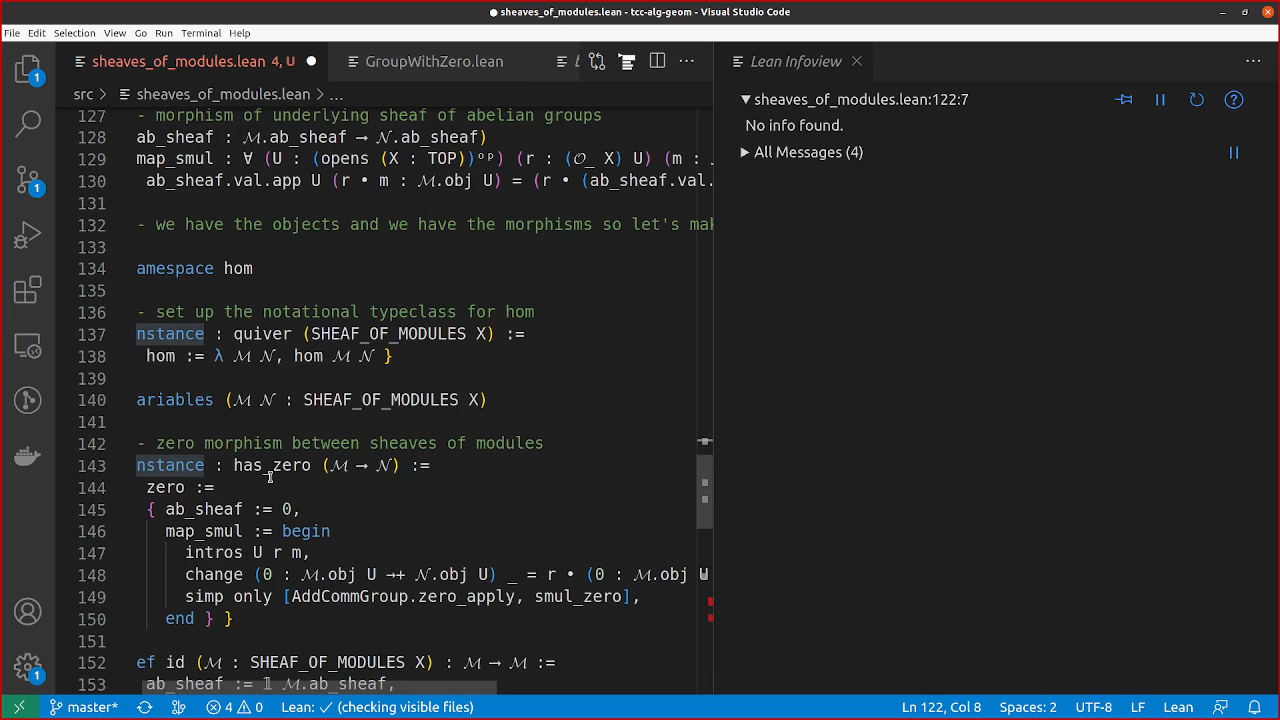 sheaves_of_modules.lean - tcc-alg-geom - Visual Studio Code
File Edit Selection View Go Run Terminal Help
sheaves_of_modules.lean 4, U GroupWithZero.lean
src > sheaves_of_modules.lean > ...
127 - morphism of underlying sheaf of abelian groups
128 ab_sheaf : ℳ.ab_sheaf ⟶ 𝒩.ab_sheaf)
129 map_smul : ∀ (U : (opens (X : TOP))ᵒᵖ) (r : (𝒪_ X) U) (m :
130 ab_sheaf.val.app U (r • m : ℳ.obj U) = (r • (ab_sheaf.val.
131
132 - we have the objects and we have the morphisms so let's ma
133
134 amespace hom
135
136 - set up the notational typeclass for hom
137 nstance : quiver (SHEAF_OF_MODULES X) :=
138 hom := λ ℳ 𝒩, hom ℳ 𝒩 }
139
140 ariables (ℳ 𝒩 : SHEAF_OF_MODULES X)
141
142 - zero morphism between sheaves of modules
143 nstance : has_zero (ℳ ⟶ 𝒩) :=
144 zero :=
145 { ab_sheaf := 0,
146 map_smul := begin
147 intros U r m,
148 change (0 : ℳ.obj U →+ 𝒩.obj U) _ = r • (0 : ℳ.obj U
149 simp only [AddCommGroup.zero_apply, smul_zero],
150 end } }
151
152 ef id (ℳ : SHEAF_OF_MODULES X) : ℳ ⟶ ℳ :=
153 ab_sheaf := 𝟙 ℳ.ab_sheaf,
Lean Infoview
sheaves_of_modules.lean:122:7
No info found.
All Messages (4)
1
1
1
master* 4 0 Lean: ✓ (checking visible files) Ln 122, Col 8 Spaces: 2 UTF-8 LF Lean